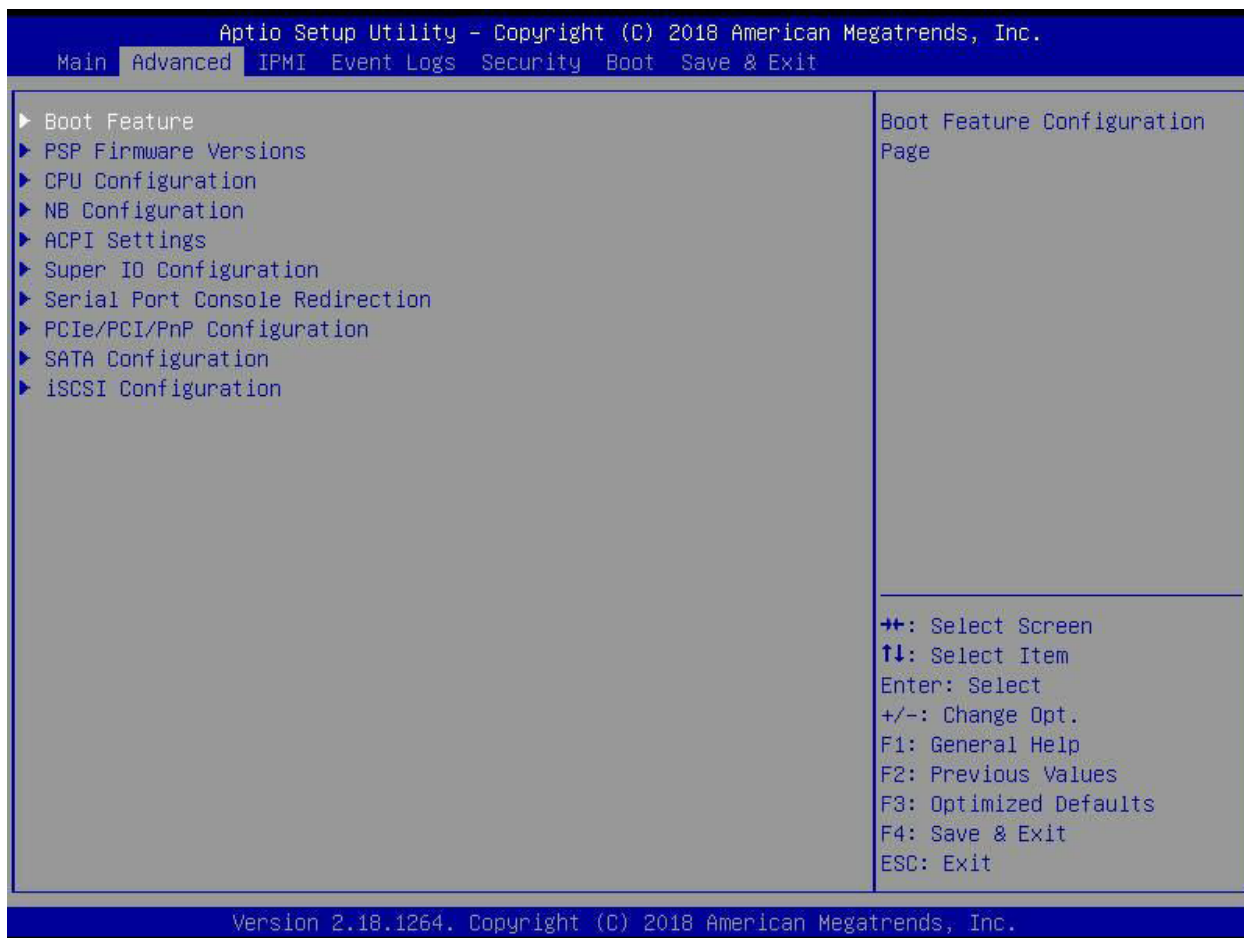 Aptio Setup Utility – Copyright (C) 2018 American Megatrends, Inc.
Main Advanced IPMI Event Logs Security Boot Save & Exit
▶ Boot Feature
▶ PSP Firmware Versions
▶ CPU Configuration
▶ NB Configuration
▶ ACPI Settings
▶ Super IO Configuration
▶ Serial Port Console Redirection
▶ PCIe/PCI/PnP Configuration
▶ SATA Configuration
▶ iSCSI Configuration
Boot Feature Configuration
Page
→←: Select Screen
↑↓: Select Item
Enter: Select
+/-: Change Opt.
F1: General Help
F2: Previous Values
F3: Optimized Defaults
F4: Save & Exit
ESC: Exit
Version 2.18.1264. Copyright (C) 2018 American Megatrends, Inc.